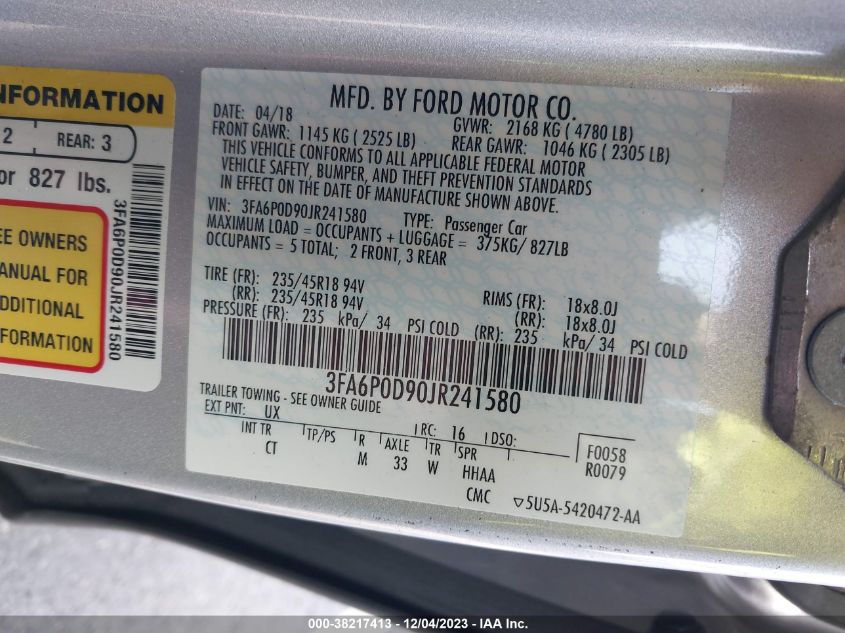 NFORMATION
2 REAR: 3
or 827 lbs.
EE OWNERS
ANUAL FOR
DDITIONAL
FORMATION
3FA6P0D90JR241580
MFD. BY FORD MOTOR CO.
DATE: 04/18 GVWR: 2168 KG ( 4780 LB)
FRONT GAWR: 1145 KG ( 2525 LB) REAR GAWR: 1046 KG ( 2305 LB)
THIS VEHICLE CONFORMS TO ALL APPLICABLE FEDERAL MOTOR
VEHICLE SAFETY, BUMPER, AND THEFT PREVENTION STANDARDS
IN EFFECT ON THE DATE OF MANUFACTURE SHOWN ABOVE.
VIN: 3FA6P0D90JR241580 TYPE: Passenger Car
MAXIMUM LOAD = OCCUPANTS + LUGGAGE = 375KG/ 827LB
OCCUPANTS = 5 TOTAL; 2 FRONT, 3 REAR
TIRE (FR): 235/45R18 94V RIMS (FR): 18x8.0J
(RR): 235/45R18 94V (RR): 18x8.0J
PRESSURE (FR): 235 kPa/ 34 PSI COLD (RR): 235 kPa/ 34 PSI COLD
3FA6P0D90JR241580
TRAILER TOWING - SEE OWNER GUIDE
EXT PNT: UX RC: 16 DSO: F0058
INT TR TP/PS R AXLE TR SPR R0079
CT M 33 W HHAA
CMC ▽5U5A-5420472-AA
000-38217413 - 12/04/2023 - IAA Inc.